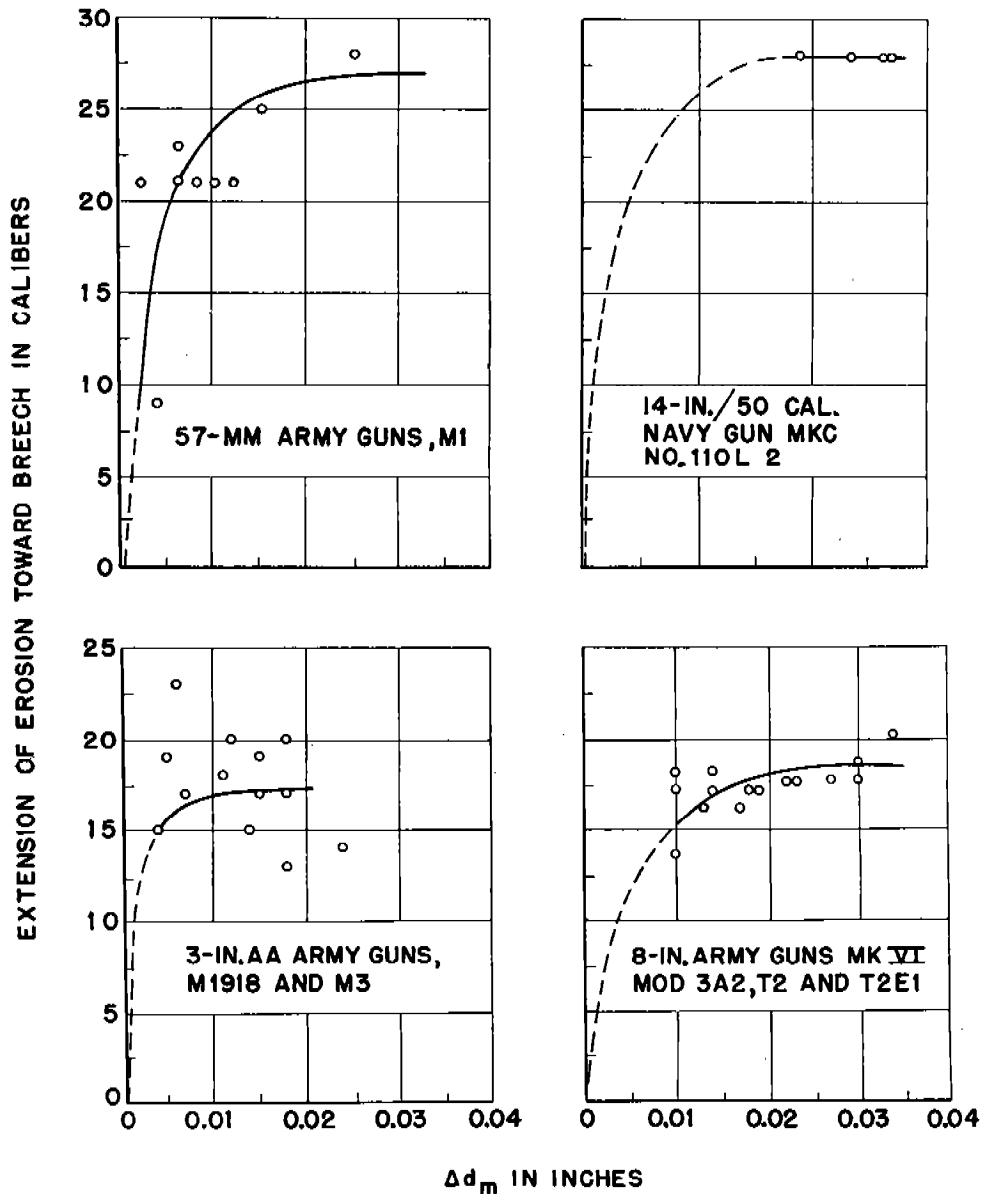 EXTENSION OF EROSION TOWARD BREECH IN CALIBERS
30
25
20
15
10
5
0
57-MM ARMY GUNS, M1
14-IN./50 CAL.
NAVY GUN MKC
NO. 110L 2
25
20
15
10
5
0
3-IN. AA ARMY GUNS,
M1918 AND M3
8-IN. ARMY GUNS MK VI
MOD 3A2, T2 AND T2E1
0 0.01 0.02 0.03 0.04 0 0.01 0.02 0.03 0.04
Δdm IN INCHES